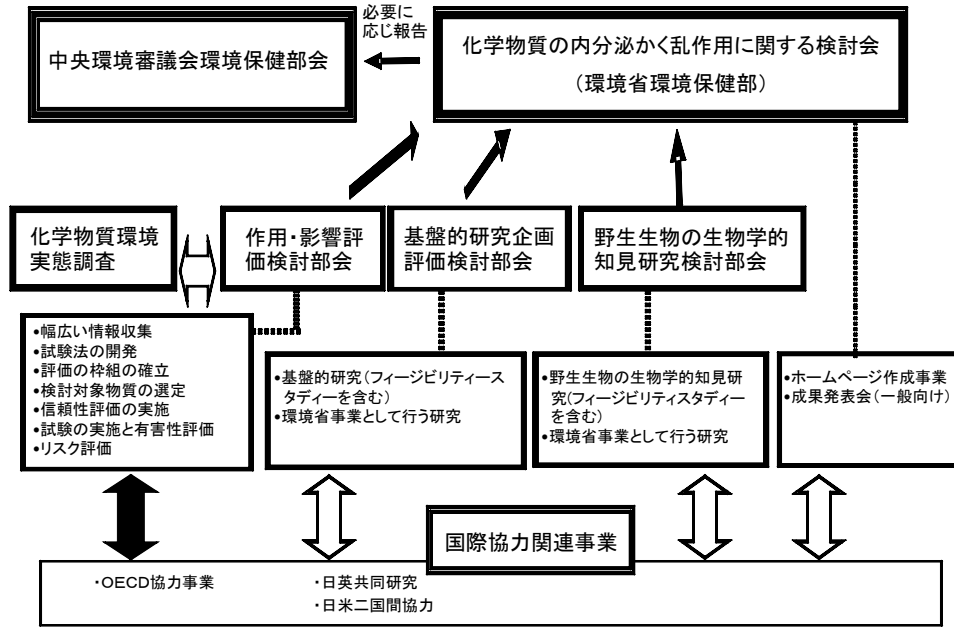 必要に
応じ報告
中央環境審議会環境保健部会
化学物質の内分泌かく乱作用に関する検討会
（環境省環境保健部）
化学物質環境
実態調査
作用・影響評
価検討部会
基盤的研究企画
評価検討部会
野生生物の生物学的
知見研究検討部会
•幅広い情報収集
•試験法の開発
•評価の枠組の確立
•検討対象物質の選定
•信頼性評価の実施
•試験の実施と有害性評価
•リスク評価
•基盤的研究（フィージビリティース
タディーを含む）
•環境省事業として行う研究
•野生生物の生物学的知見研
究（フィージビリティスタディー
を含む）
•環境省事業として行う研究
•ホームページ作成事業
•成果発表会（一般向け）
国際協力関連事業
・OECD協力事業
・日英共同研究
・日米二国間協力